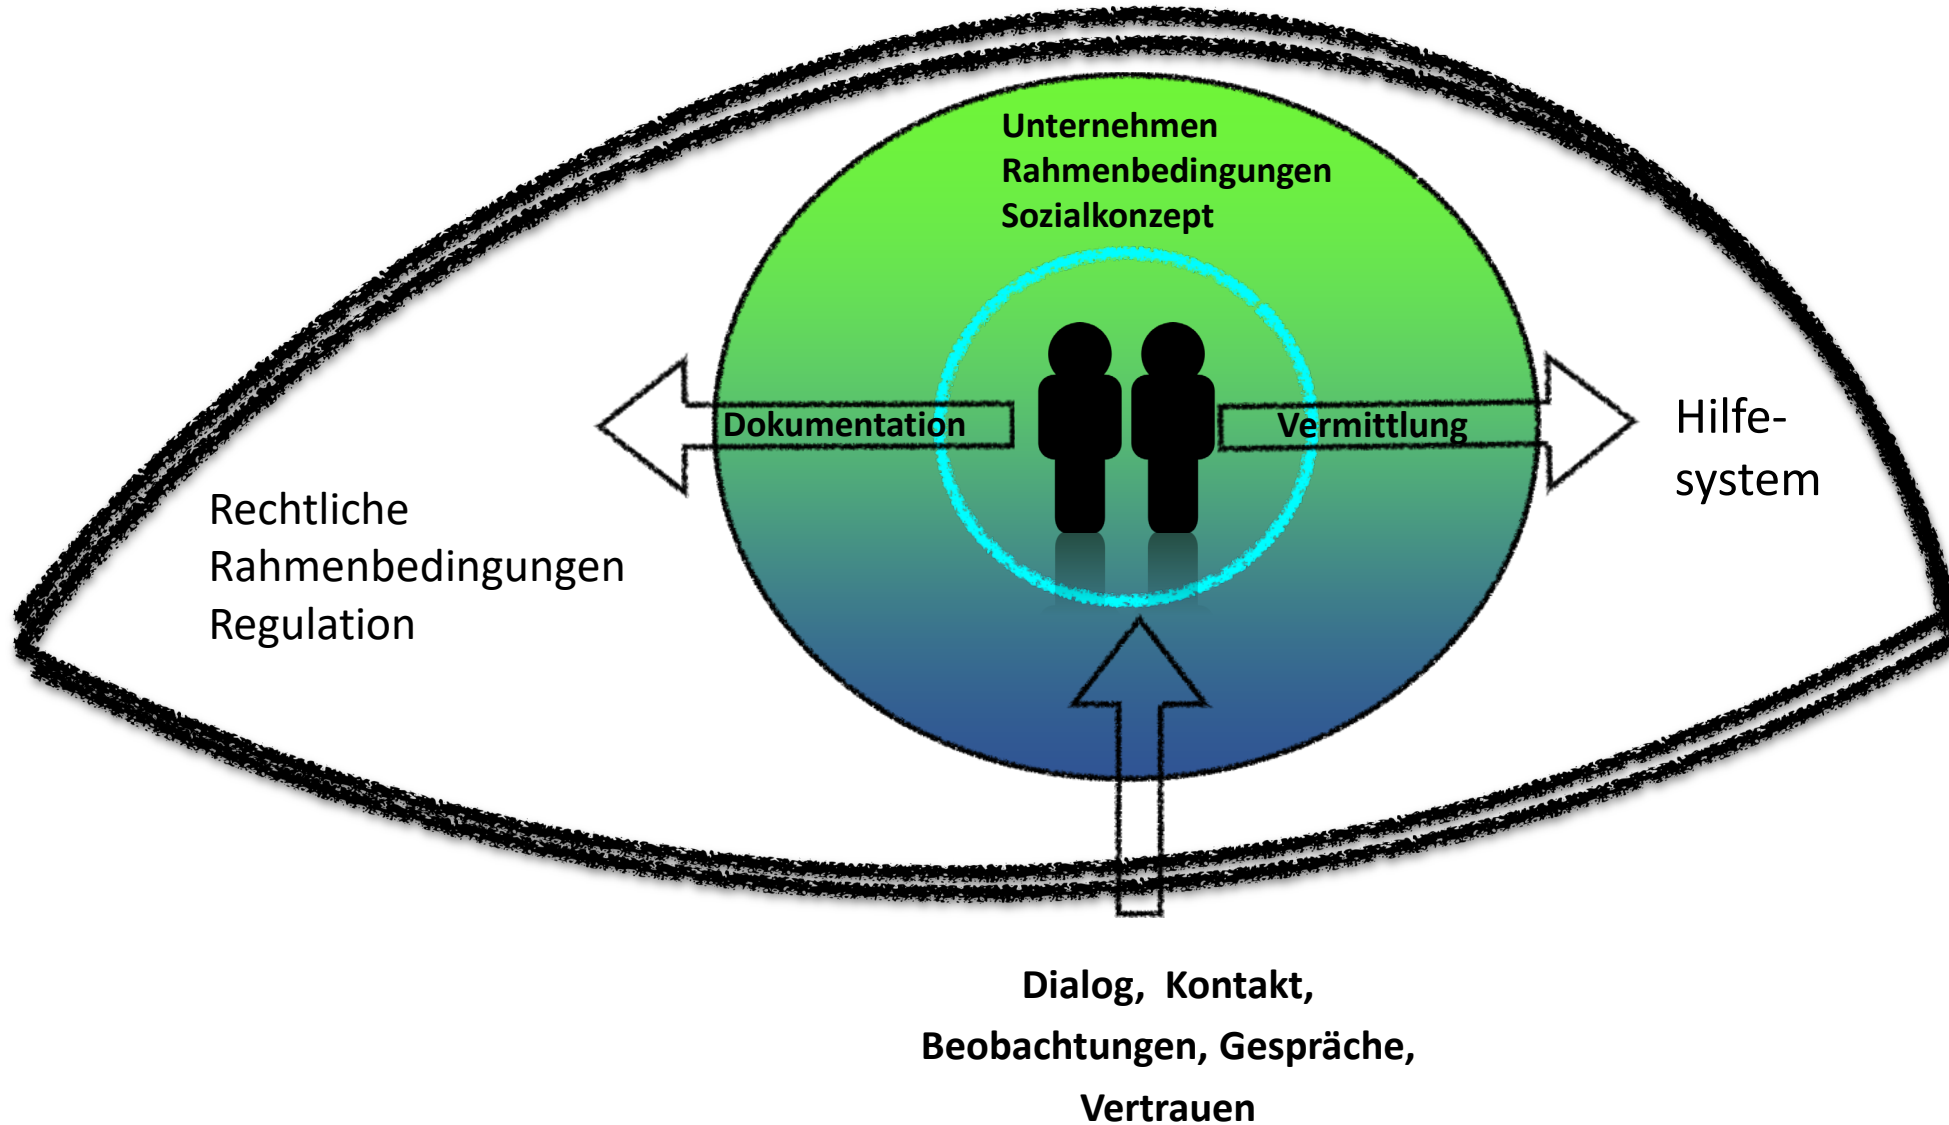 Unternehmen
Rahmenbedingungen
Sozialkonzept
Dokumentation
Vermittlung
Hilfe-
system
Rechtliche
Rahmenbedingungen
Regulation
Dialog,  Kontakt,
Beobachtungen, Gespräche,
Vertrauen